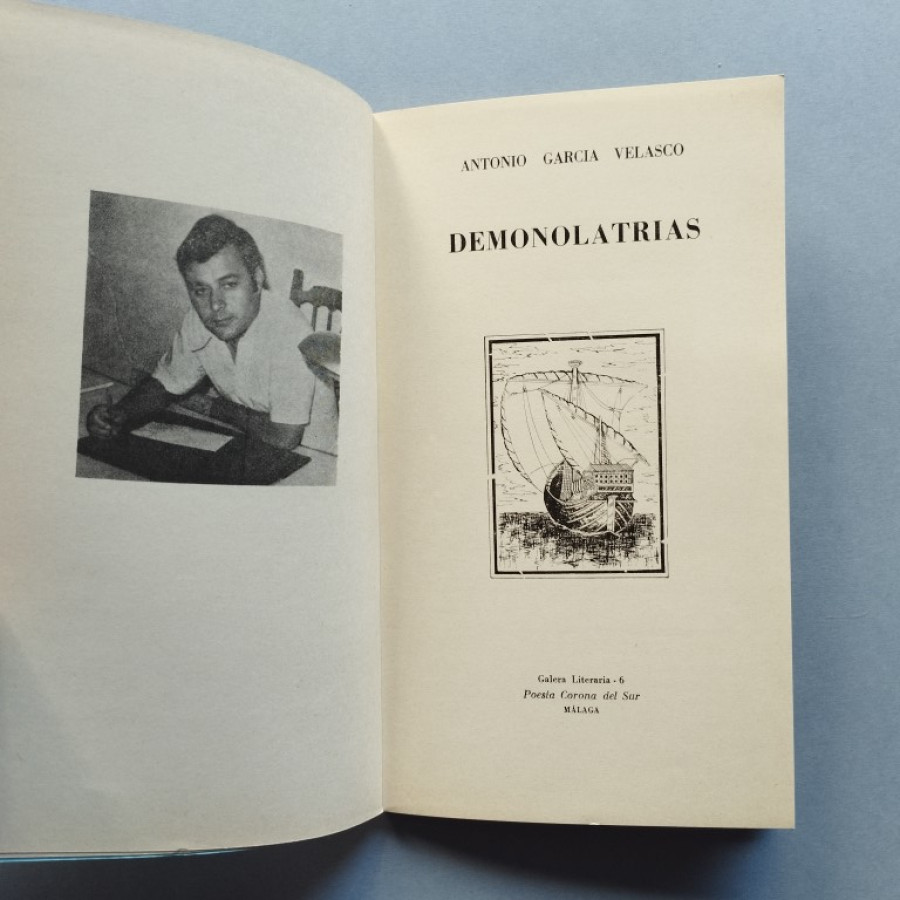 ANTONIO GARCIA VELASCO
DEMONOLATRIAS
Galera Literaria - 6
Poesía Corona del Sur
MÁLAGA